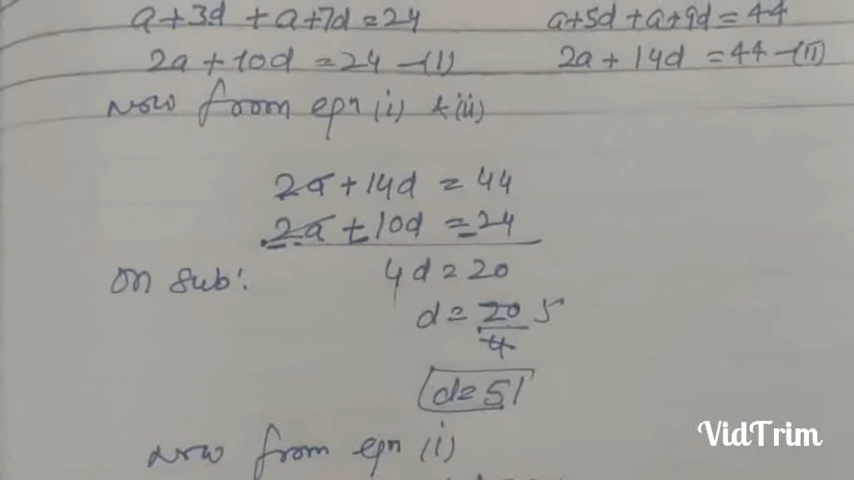 a+3d +a+7d=24
a+5d+a+9d=44
2a+10d=24 -(i)
2a+14d=44-(ii)
Now from eqn (i) & (ii)
2a+14d=44
2a+10d=24
On sub:
4d=20
d=20/4 5
d=5
Now from eqn (i)
VidTrim